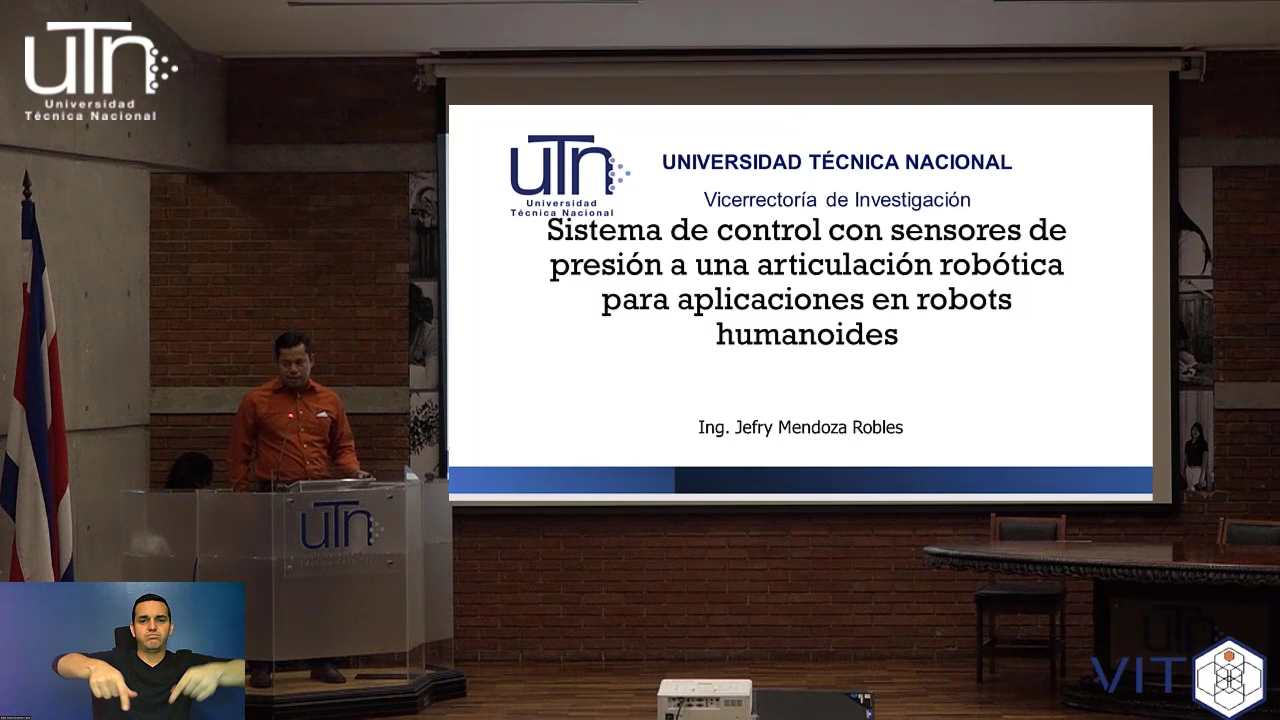 uTn
Universidad
Técnica Nacional
uTn
Universidad
Técnica Nacional
UNIVERSIDAD TÉCNICA NACIONAL
Vicerrectoría de Investigación
Sistema de control con sensores de
presión a una articulación robótica
para aplicaciones en robots
humanoides
Ing. Jefry Mendoza Robles
uTn
VIT